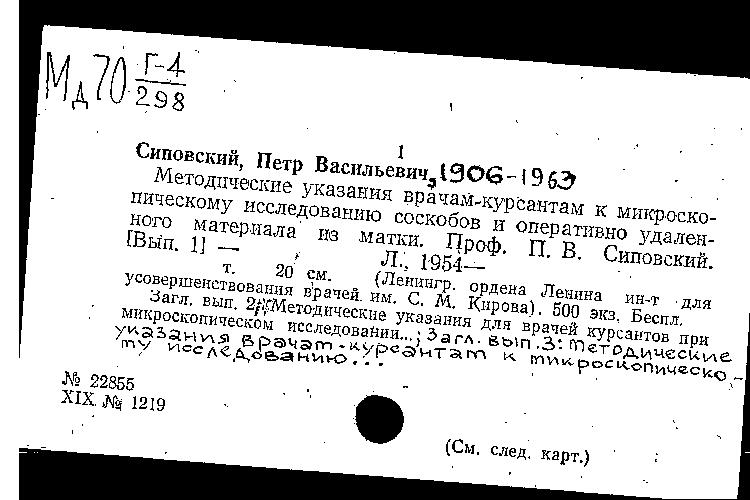 Мд70 Г-4
298
1
Сиповский, Петр Васильевич, 1906-1963
Методические указания врачам-курсантам к микроско-
пическому исследованию соскобов и оперативно удален-
ного материала из матки. Проф. П. В. Сиповский.
[Вып. 1] — Л., 1954—
т. 20 см. (Ленингр. ордена Ленина ин-т для
усовершенствования врачей им. С. М. Кирова). 500 экз. Беспл.
Загл. вып. 2: Методические указания для врачей курсантов при
микроскопическом исследовании...; Загл. вып. 3: методические
указания врачам-курсантам к микроскопическо-
му исследованию...
№ 22855
XIX № 1219
(См. след. карт.)